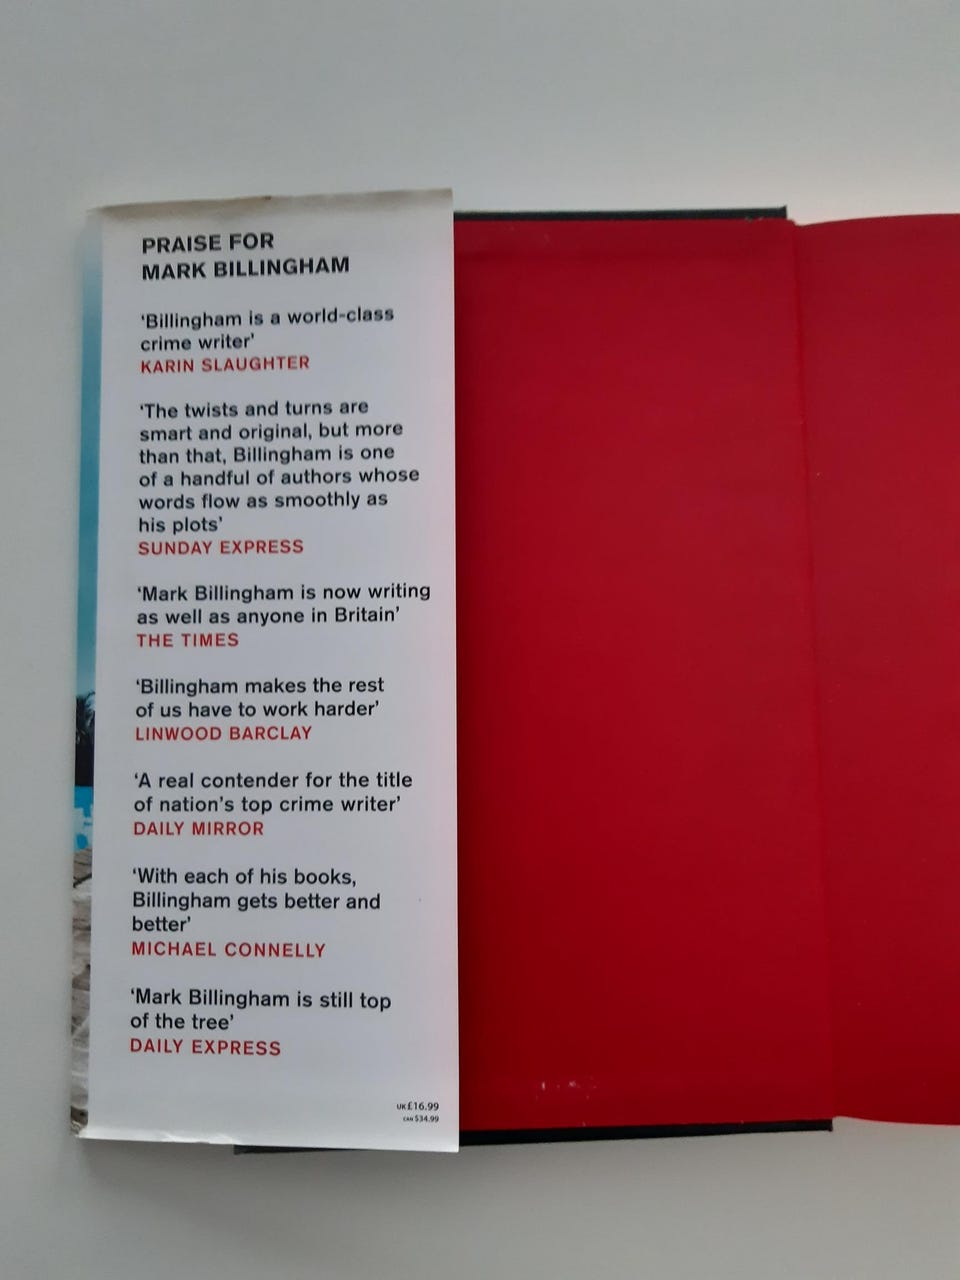 PRAISE FOR
MARK BILLINGHAM
‘Billingham is a world-class
crime writer’
KARIN SLAUGHTER
‘The twists and turns are
smart and original, but more
than that, Billingham is one
of a handful of authors whose
words flow as smoothly as
his plots’
SUNDAY EXPRESS
‘Mark Billingham is now writing
as well as anyone in Britain’
THE TIMES
‘Billingham makes the rest
of us have to work harder’
LINWOOD BARCLAY
‘A real contender for the title
of nation’s top crime writer’
DAILY MIRROR
‘With each of his books,
Billingham gets better and
better’
MICHAEL CONNELLY
‘Mark Billingham is still top
of the tree’
DAILY EXPRESS
UK £16.99
CAN $34.99